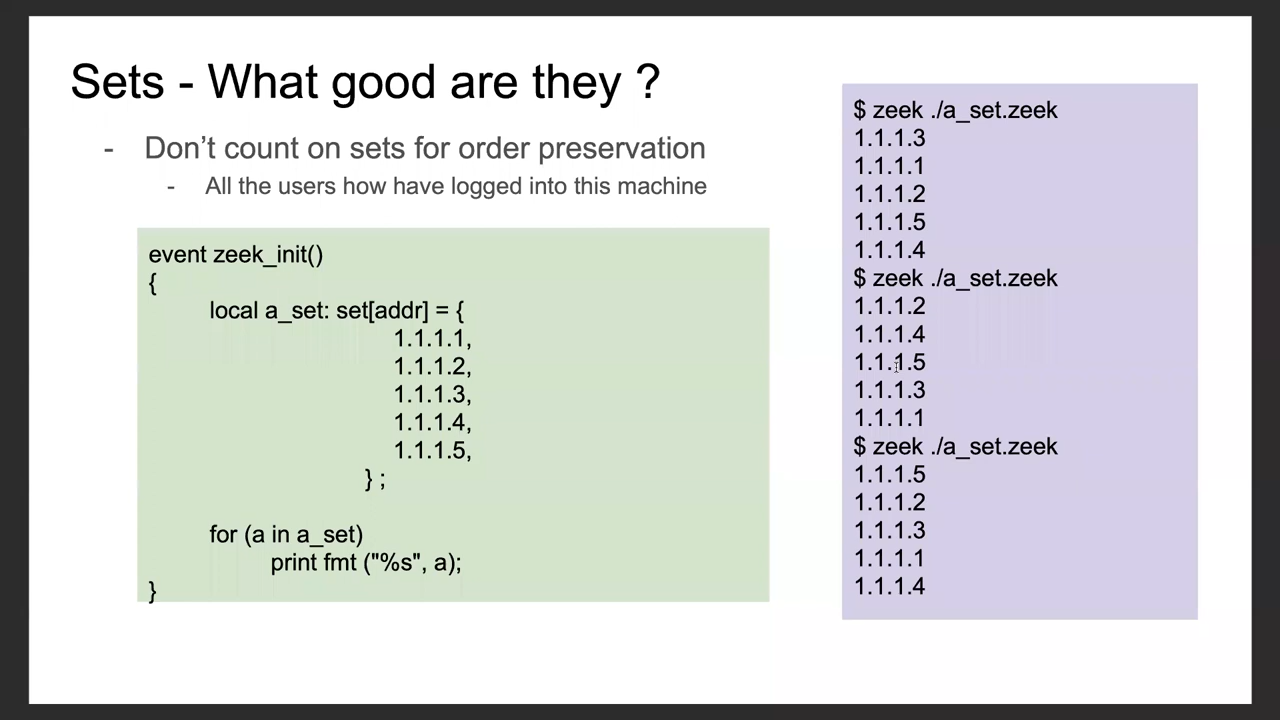 Sets - What good are they ?
- Don't count on sets for order preservation
- All the users how have logged into this machine
event zeek_init()
{
local a_set: set[addr] = {
1.1.1.1,
1.1.1.2,
1.1.1.3,
1.1.1.4,
1.1.1.5,
} ;
for (a in a_set)
print fmt ("%s", a);
}
$ zeek ./a_set.zeek
1.1.1.3
1.1.1.1
1.1.1.2
1.1.1.5
1.1.1.4
$ zeek ./a_set.zeek
1.1.1.2
1.1.1.4
1.1.1.5
1.1.1.3
1.1.1.1
$ zeek ./a_set.zeek
1.1.1.5
1.1.1.2
1.1.1.3
1.1.1.1
1.1.1.4